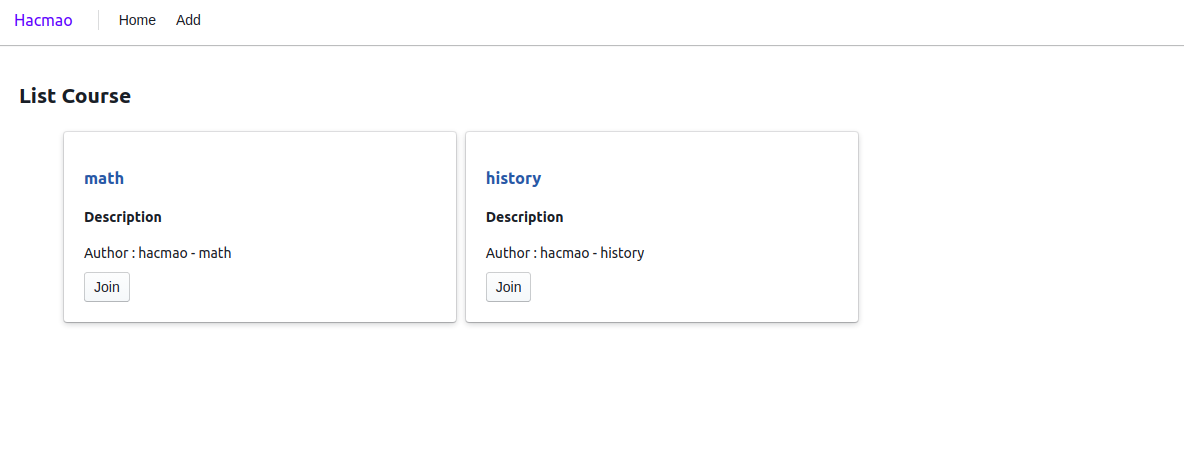 Hacmao Home Add
List Course
math
Description
Author : hacmao - math
Join
history
Description
Author : hacmao - history
Join